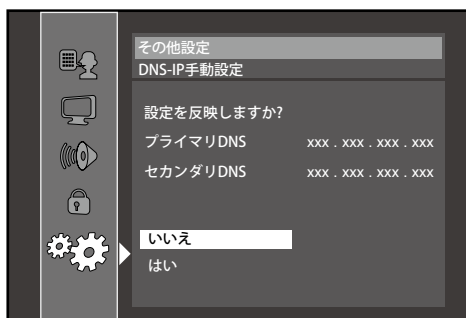 その他設定
DNS-IP手動設定
設定を反映しますか?
プライマリDNS xxx . xxx . xxx . xxx
セカンダリDNS xxx . xxx . xxx . xxx
いいえ
はい